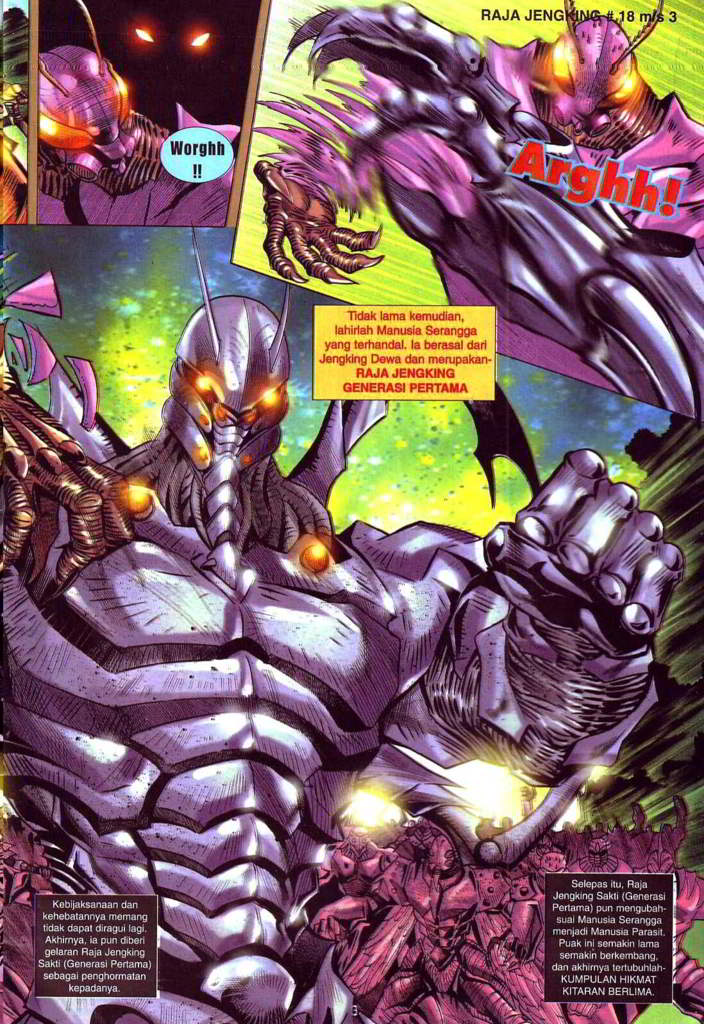 RAJA JENGKING #.18 m/s 3
Worghh
!!
Arghh!
Tidak lama kemudian,
lahirlah Manusia Serangga
yang terhandal. Ia berasal dari
Jengking Dewa dan merupakan-
RAJA JENGKING
GENERASI PERTAMA
Kebijaksanaan dan
kehebatannya memang
tidak dapat diragui lagi.
Akhirnya, ia pun diberi
gelaran Raja Jengking
Sakti (Generasi Pertama)
sebagai penghormatan
kepadanya.
Selepas itu, Raja
Jengking Sakti (Generasi
Pertama) pun mengubah-
suai Manusia Serangga
menjadi Manusia Parasit.
Puak ini semakin lama
semakin berkembang,
dan akhirnya tertubuhlah-
KUMPULAN HIKMAT
KITARAN BERLIMA.
3